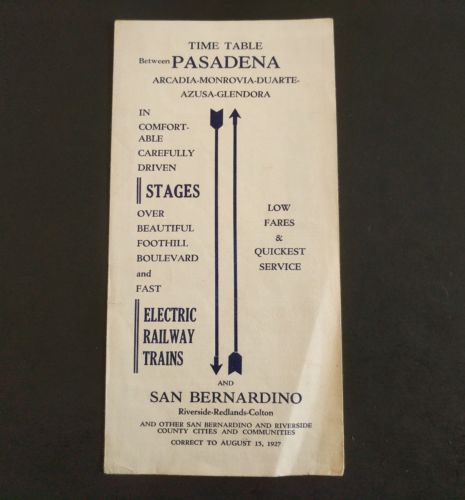 TIME TABLE
Between PASADENA
ARCADIA-MONROVIA-DUARTE-
AZUSA-GLENDORA
IN
COMFORT-
ABLE
CAREFULLY
DRIVEN
STAGES
OVER
BEAUTIFUL
FOOTHILL
BOULEVARD
and
FAST
ELECTRIC
RAILWAY
TRAINS
LOW
FARES
&
QUICKEST
SERVICE
AND
SAN BERNARDINO
Riverside-Redlands-Colton
AND OTHER SAN BERNARDINO AND RIVERSIDE
COUNTY CITIES AND COMMUNITIES
CORRECT TO AUGUST 15, 1927